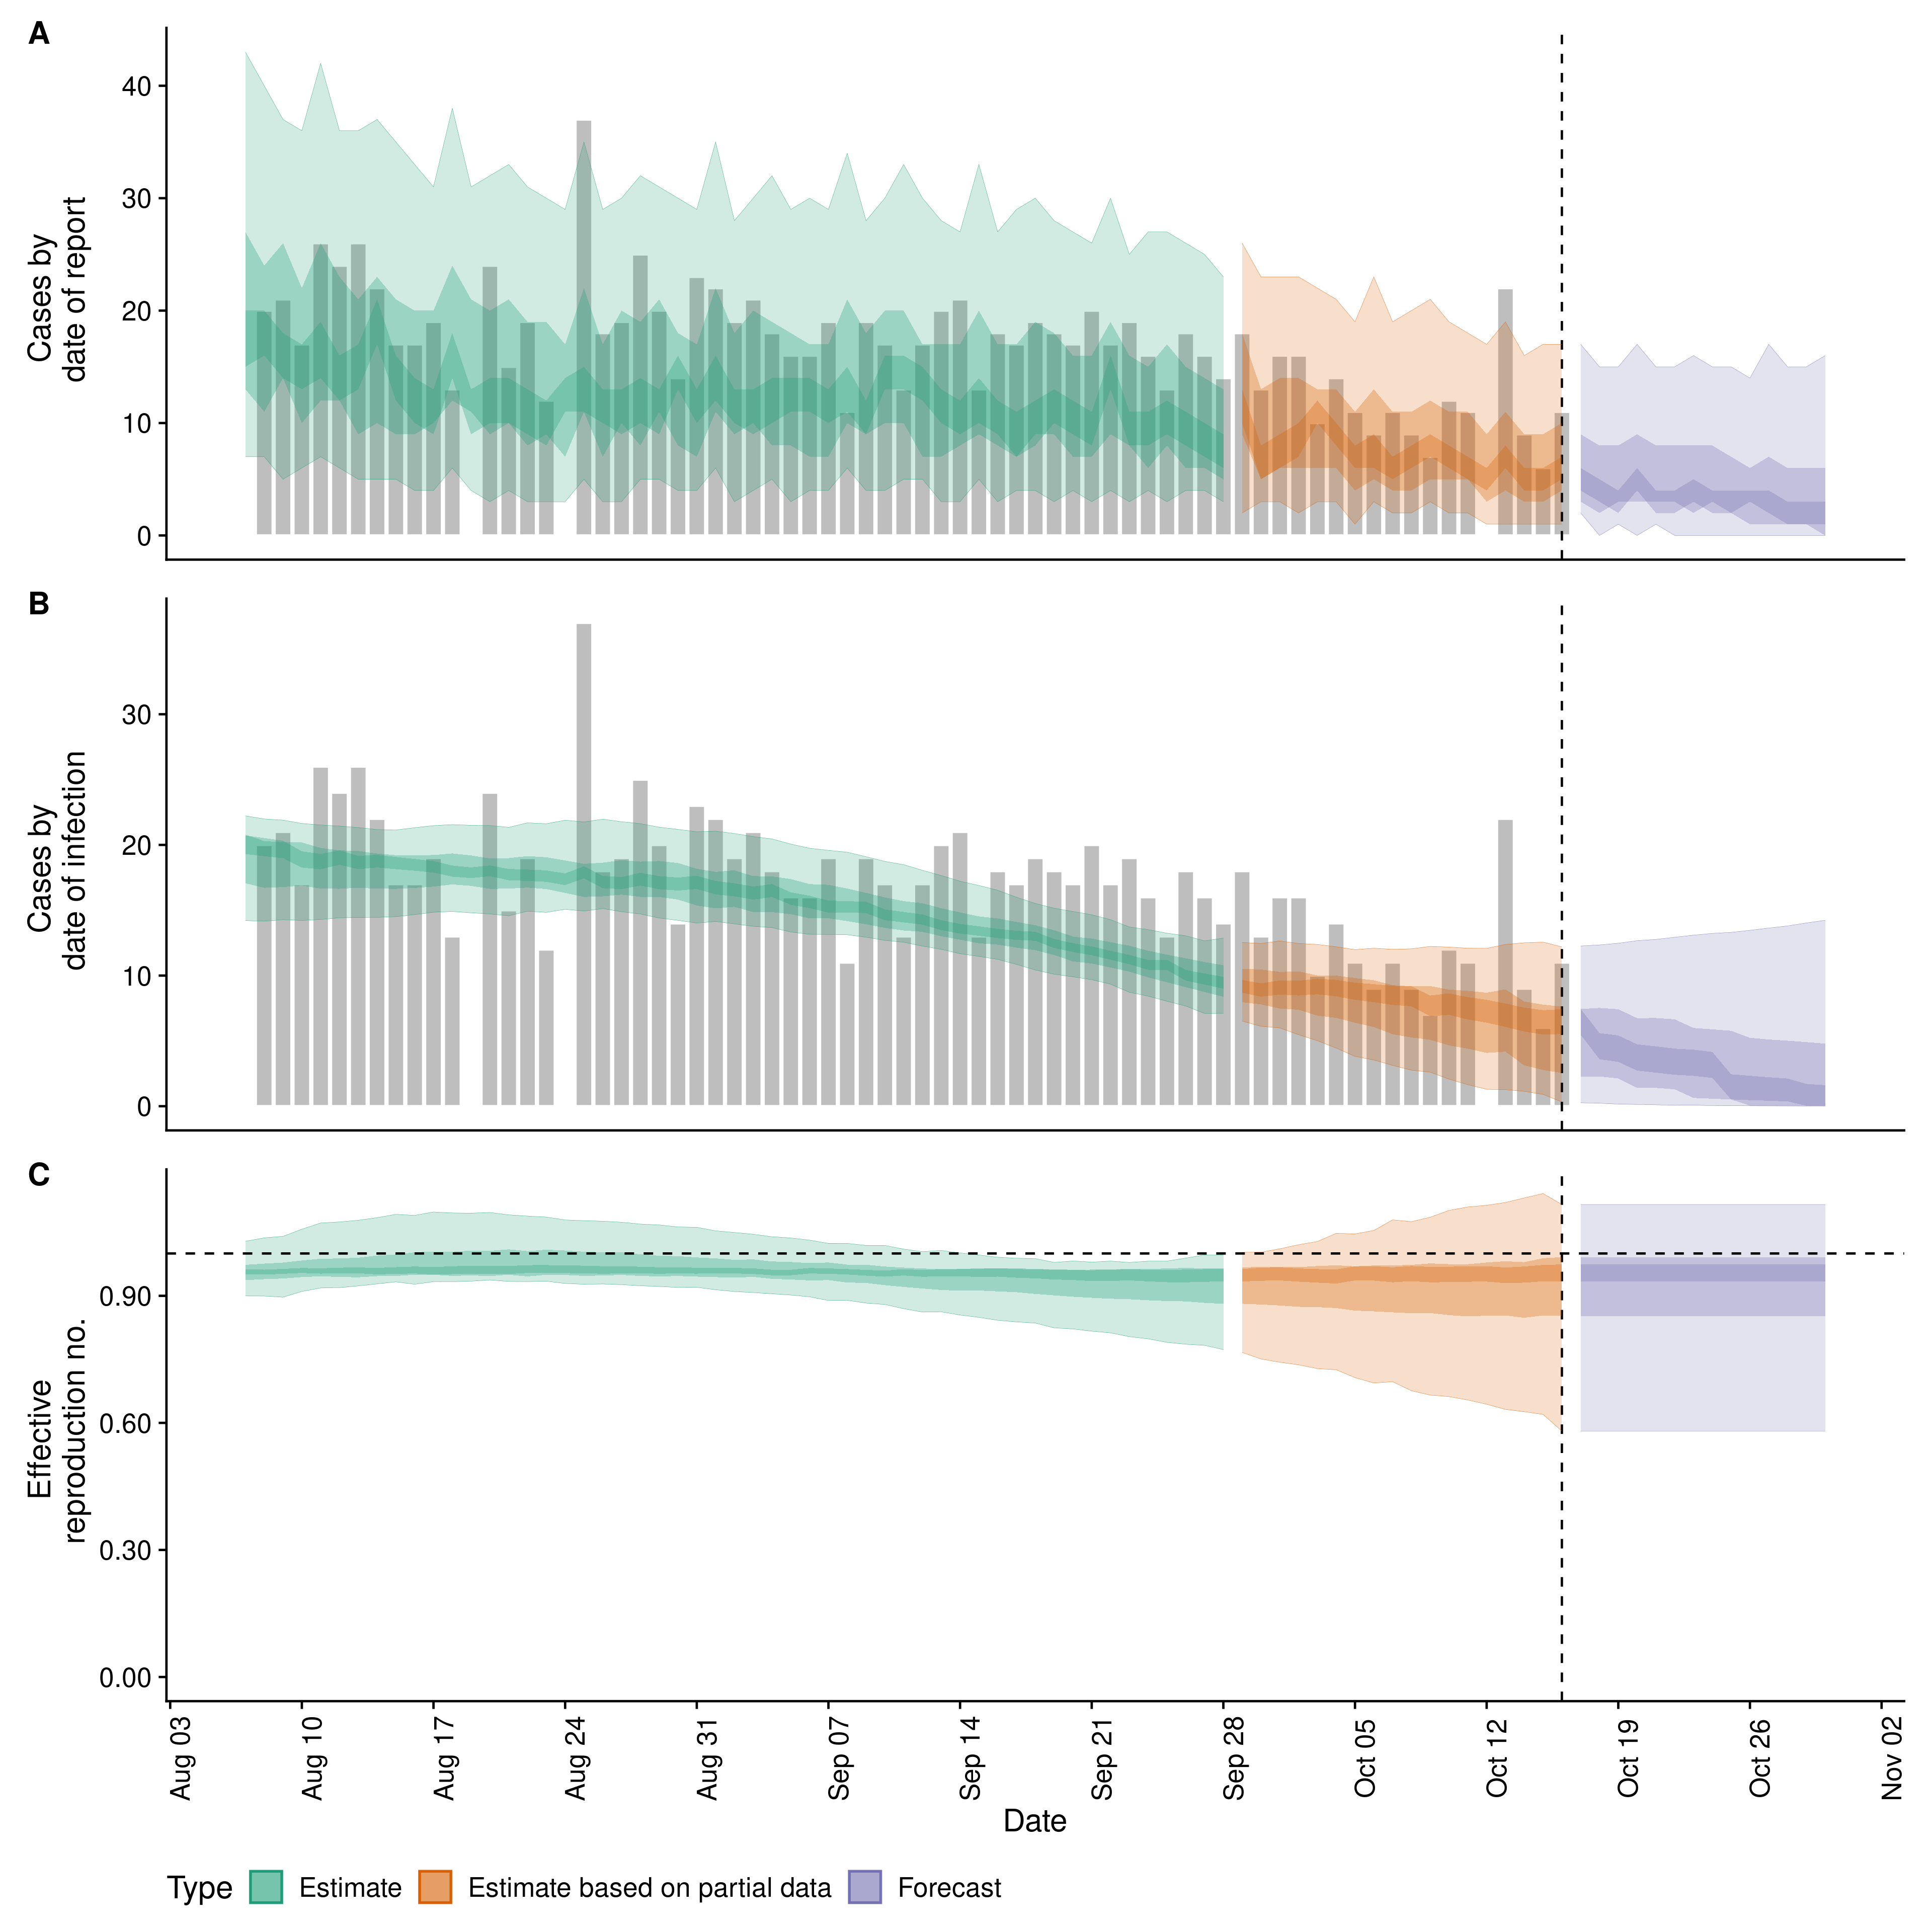 A
Cases by
date of report
40
30
20
10
0
B
Cases by
date of infection
30
20
10
0
C
Effective
reproduction no.
0.90
0.60
0.30
0.00
Aug 03
Aug 10
Aug 17
Aug 24
Aug 31
Sep 07
Sep 14
Sep 21
Sep 28
Oct 05
Oct 12
Oct 19
Oct 26
Nov 02
Date
Type Estimate Estimate based on partial data Forecast